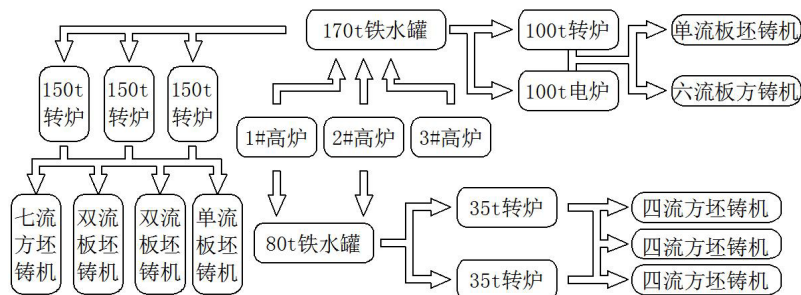 170t铁水罐
100t转炉
单流板坯铸机
100t电炉
六流板方铸机
150t
转炉
150t
转炉
150t
转炉
1#高炉
2#高炉
3#高炉
七流
方坯
铸机
双流
板坯
铸机
双流
板坯
铸机
单流
板坯
铸机
80t铁水罐
35t转炉
35t转炉
四流方坯铸机
四流方坯铸机
四流方坯铸机